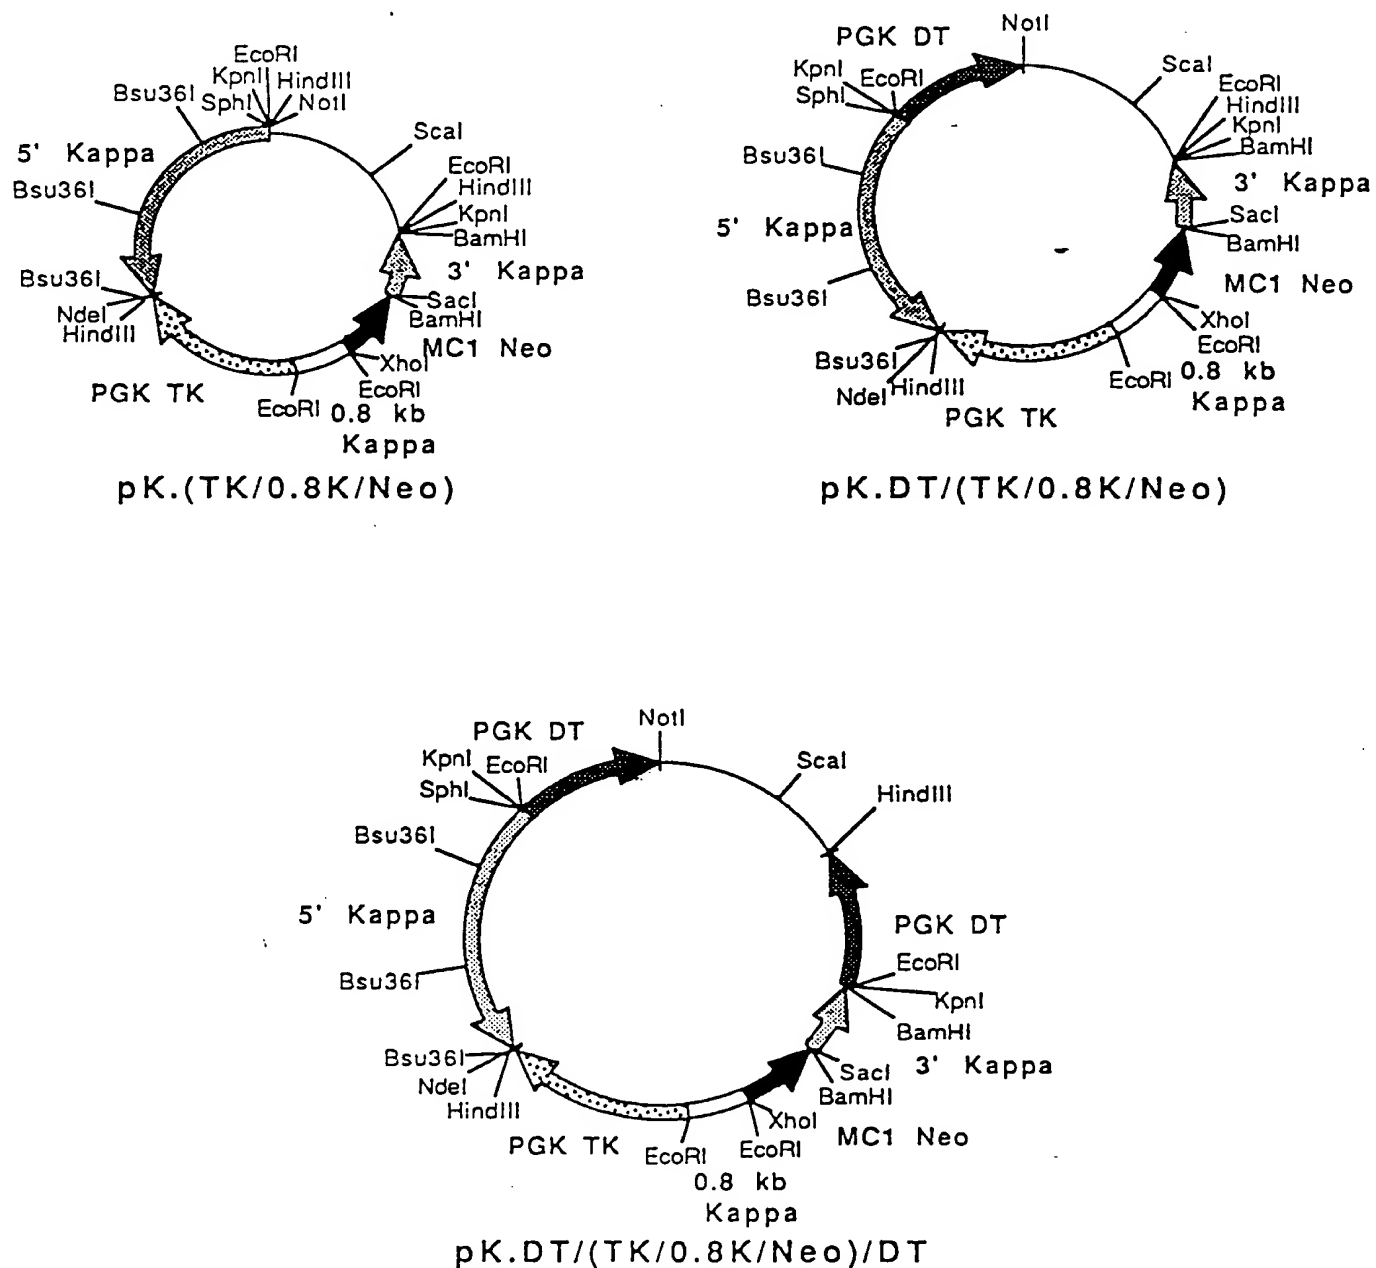 EcoRI
KpnI HindIII
SphI NotI
Bsu36I
ScaI
5' Kappa
EcoRI
HindIII
Bsu36I
KpnI
BamHI
3' Kappa
Bsu36I
SacI
NdeI
BamHI
HindIII
MC1 Neo
XhoI
PGK TK
EcoRI
EcoRI
0.8 kb
Kappa
pK.(TK/0.8K/Neo)
NotI
PGK DT
KpnI
EcoRI
ScaI
SphI
EcoRI
HindIII
KpnI
BamHI
Bsu36I
3' Kappa
5' Kappa
SacI
BamHI
MC1 Neo
Bsu36I
XhoI
Bsu36I
EcoRI
NdeI HindIII
EcoRI
0.8 kb
Kappa
PGK TK
pK.DT/(TK/0.8K/Neo)
NotI
PGK DT
KpnI
EcoRI
ScaI
SphI
HindIII
Bsu36I
5' Kappa
PGK DT
EcoRI
Bsu36I
KpnI
BamHI
3' Kappa
Bsu36I
SacI
NdeI
BamHI
HindIII
XhoI
MC1 Neo
PGK TK
EcoRI
EcoRI
0.8 kb
Kappa
pK.DT/(TK/0.8K/Neo)/DT